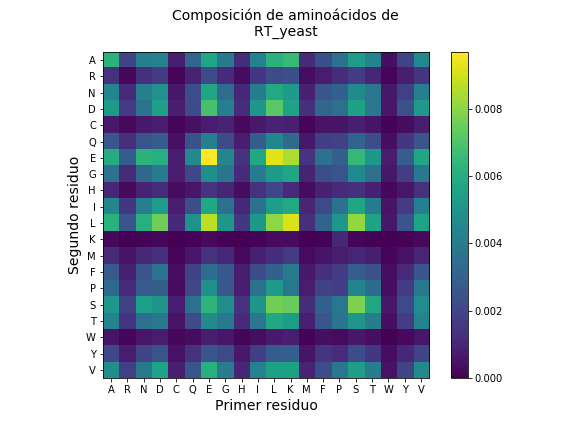 Composición de aminoácidos de
RT_yeast
Segundo residuo
A
R
N
D
C
Q
E
G
H
I
L
K
M
F
P
S
T
W
Y
V
A R N D C Q E G H I L K M F P S T W Y V
Primer residuo
0.008
0.006
0.004
0.002
0.000